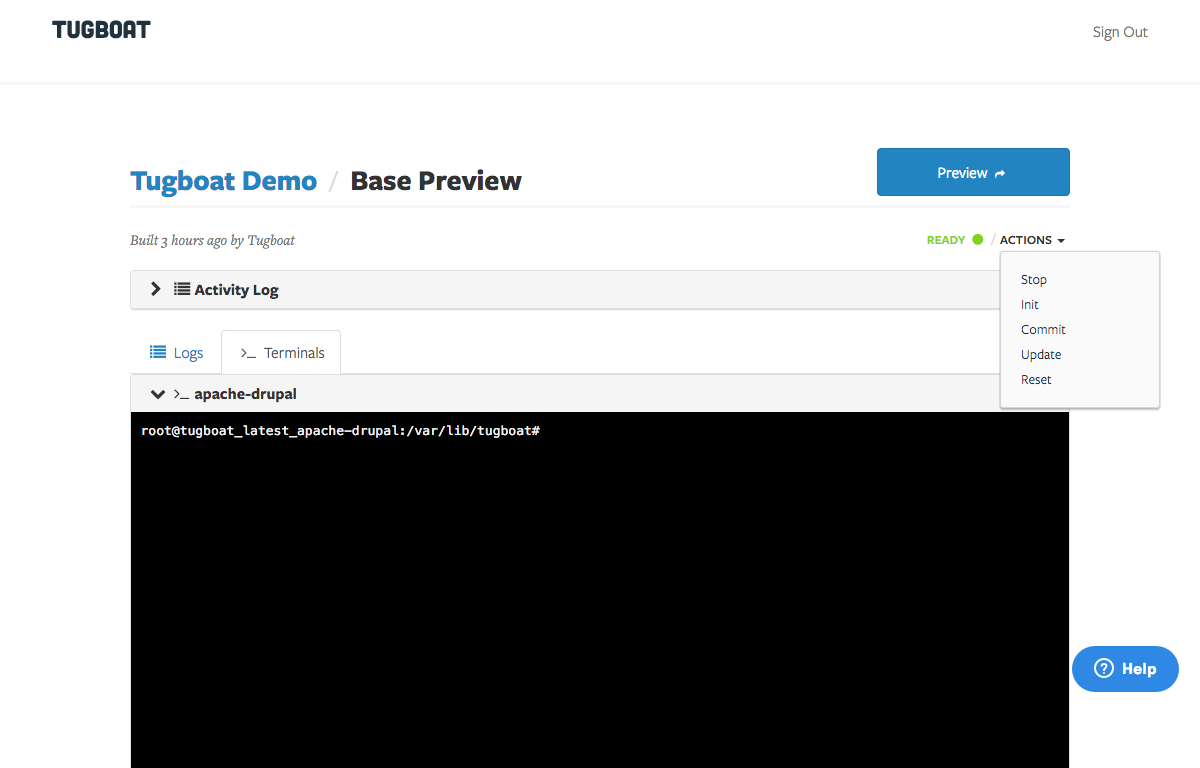 TUGBOAT
Sign Out
Tugboat Demo / Base Preview
Preview
Built 3 hours ago by Tugboat
READY / ACTIONS
Stop
Init
Commit
Update
Reset
Activity Log
Logs
>_ Terminals
>_ apache-drupal
root@tugboat_latest_apache-drupal:/var/lib/tugboat#
? Help